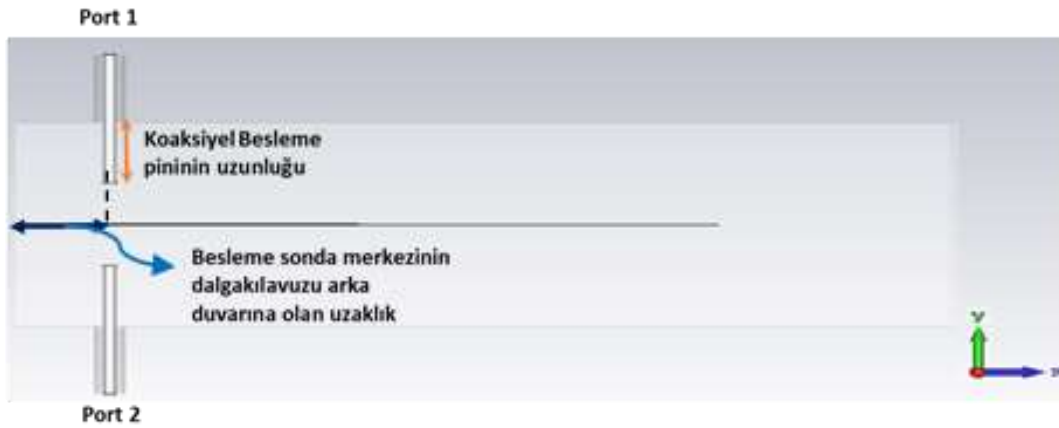 Port 1
Koaksiyel Besleme
pininin uzunluğu
Besleme sonda merkezinin
dalgakılavuzu arka
duvarına olan uzaklık
y
Port 2